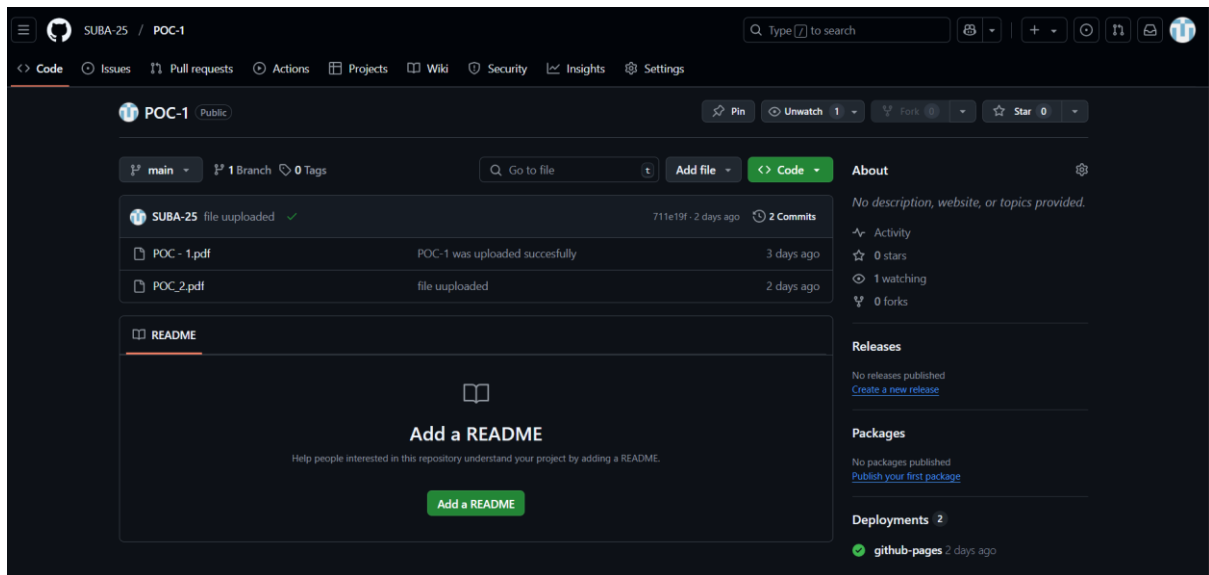 SUBA-25 / POC-1 Type / to search
Code Issues Pull requests Actions Projects Wiki Security Insights Settings
POC-1 Public Pin Unwatch 1 Fork 0 Star 0
main 1 Branch 0 Tags Go to file t Add file Code
SUBA-25 file uuploaded 711e19f · 2 days ago 2 Commits
POC - 1.pdf POC-1 was uploaded succesfully 3 days ago
POC_2.pdf file uuploaded 2 days ago
README
Add a README
Help people interested in this repository understand your project by adding a README.
Add a README
About
No description, website, or topics provided.
Activity
0 stars
1 watching
0 forks
Releases
No releases published
Create a new release
Packages
No packages published
Publish your first package
Deployments 2
github-pages 2 days ago